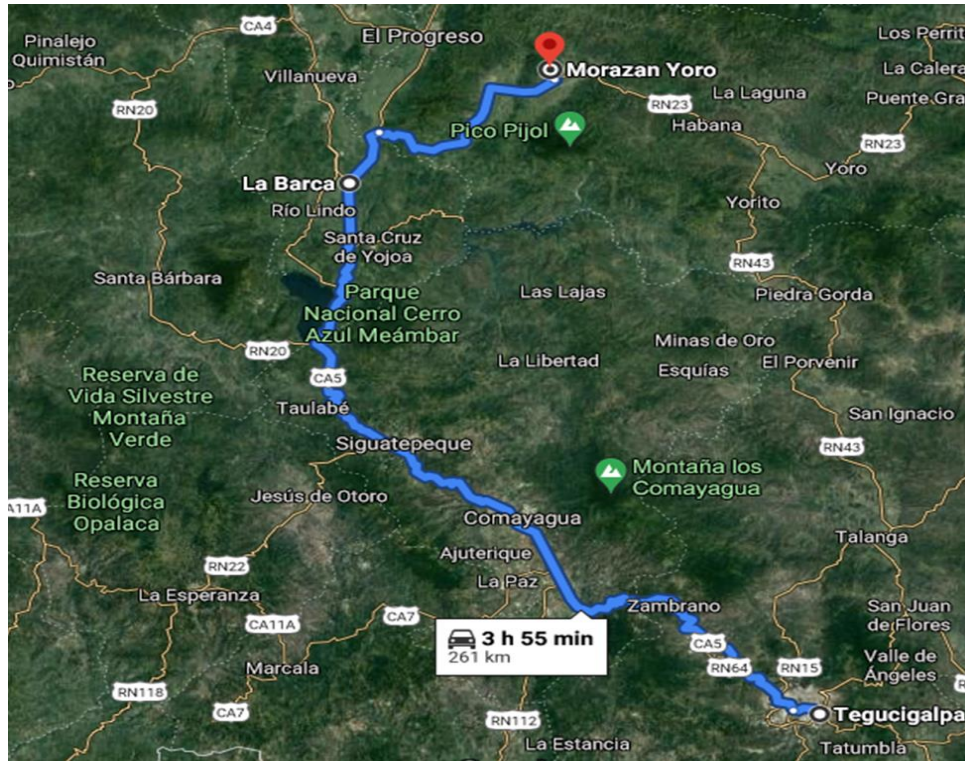 CA4
El Progreso
Pinalejo
Quimistán
Villanueva
Morazan Yoro
La Calera
RN20
RN23
La Laguna
Habana
Pico Pijol
RN23
La Barca
Yoro
Río Lindo
Yorito
Santa Cruz
de Yojoa
RN43
Santa Bárbara
Parque
Nacional Cerro
Azul Meámbar
Las Lajas
Piedra Gorda
RN20
Minas de Oro
La Libertad
El Porvenir
Esquías
Reserva de
Vida Silvestre
Montaña
Verde
CA5
Taulabé
San Ignacio
Siguatepeque
RN43
Montaña los
Comayagua
Reserva
Biológica
Opalaca
Jesús de Otoro
Comayagua
Talanga
Ajuterique
RN22
La Paz
La Esperanza
Zambrano
San Juan
de Flores
CA11A
CA7
3 h 55 min
261 km
CA5
Marcala
RN64
RN15
Valle de
Ángeles
RN118
CA7
RN112
Tegucigalpa
La Estancia
Tatumbla